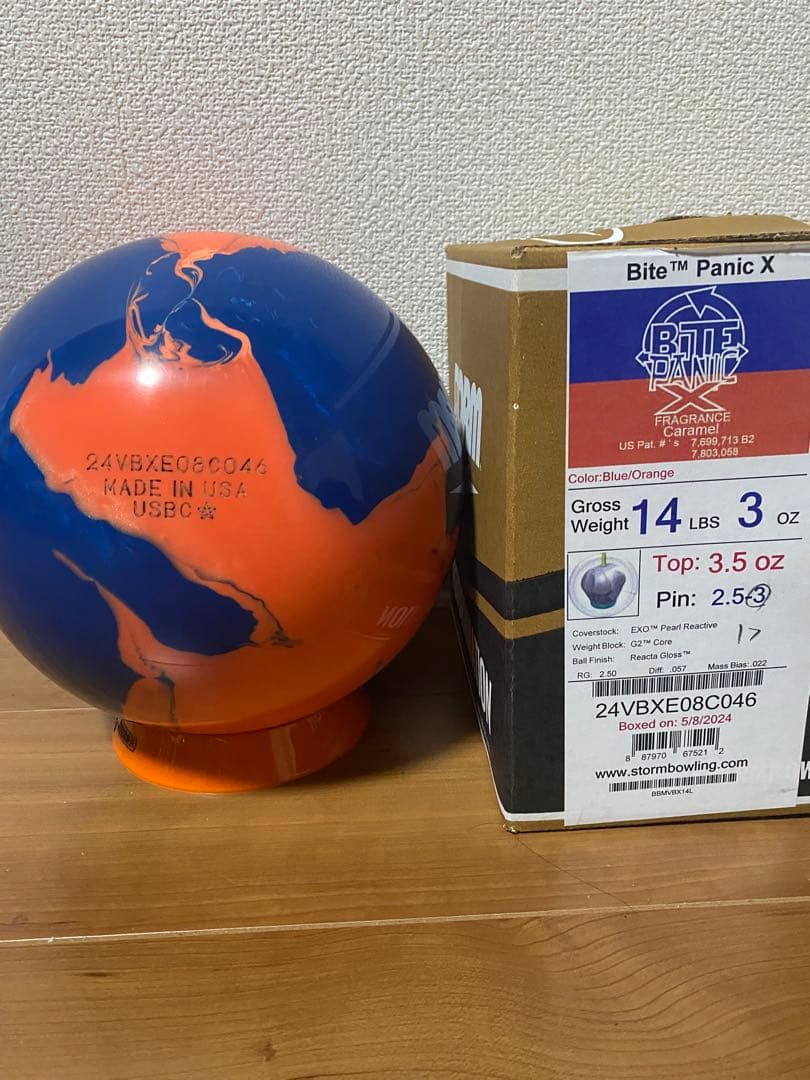 24VBXE08C046
MADE IN USA
USBC
Bite™ Panic X
BITE
PANIC
X
FRAGRANCE
Caramel
US Pat. #'s 7,699,713 B2
7,803,058
Color:Blue/Orange
Gross Weight 14 LBS 3 OZ
Top: 3.5 oz
Pin: 2.5-3
17
Coverstock: EXO™ Pearl Reactive
Weight Block: G2™ Core
Ball Finish: Reacta Gloss™
RG: 2.50 Diff: .057 Mass Bias: .022
24VBXE08C046
Boxed on: 5/8/2024
8 87970 67521 2
www.stormbowling.com
BBMVBX14L